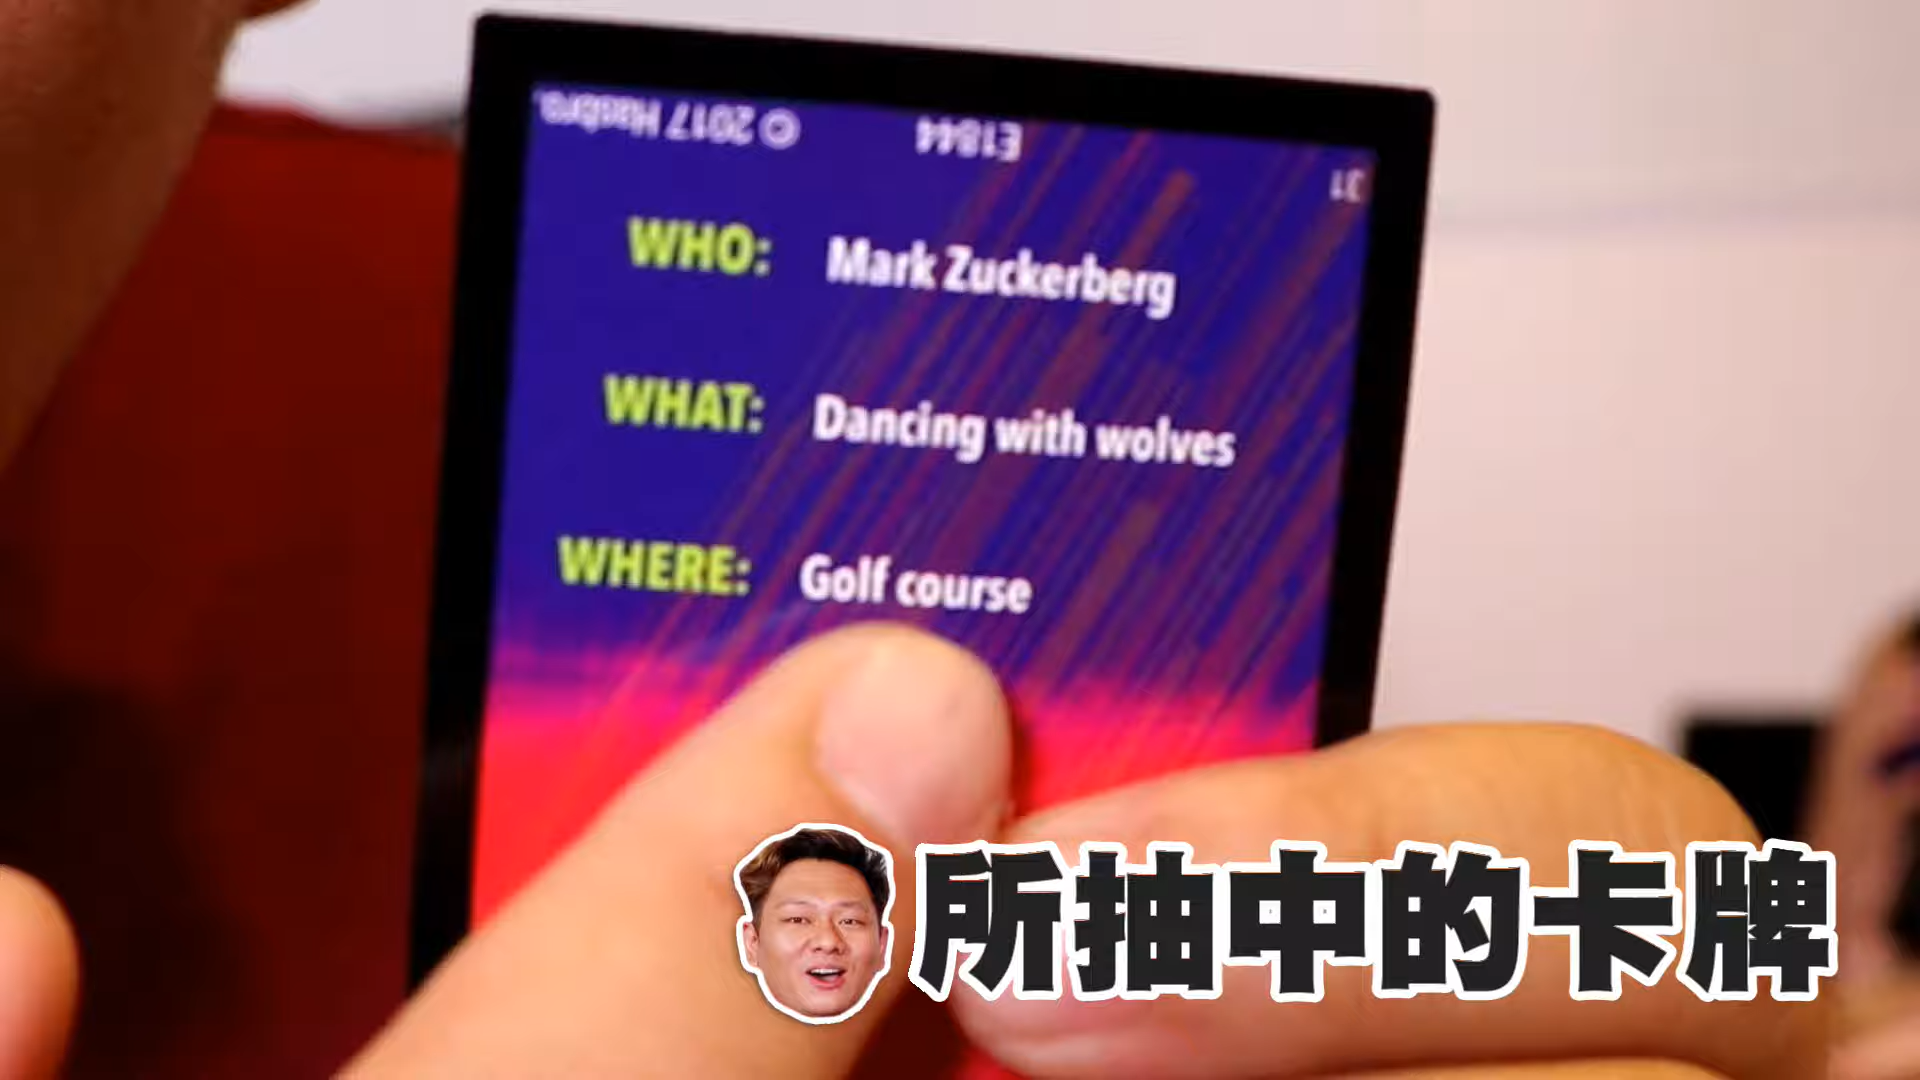 © 2017 Hasbro.
E1844
31
WHO: Mark Zuckerberg
WHAT: Dancing with wolves
WHERE: Golf course
所抽中的卡牌